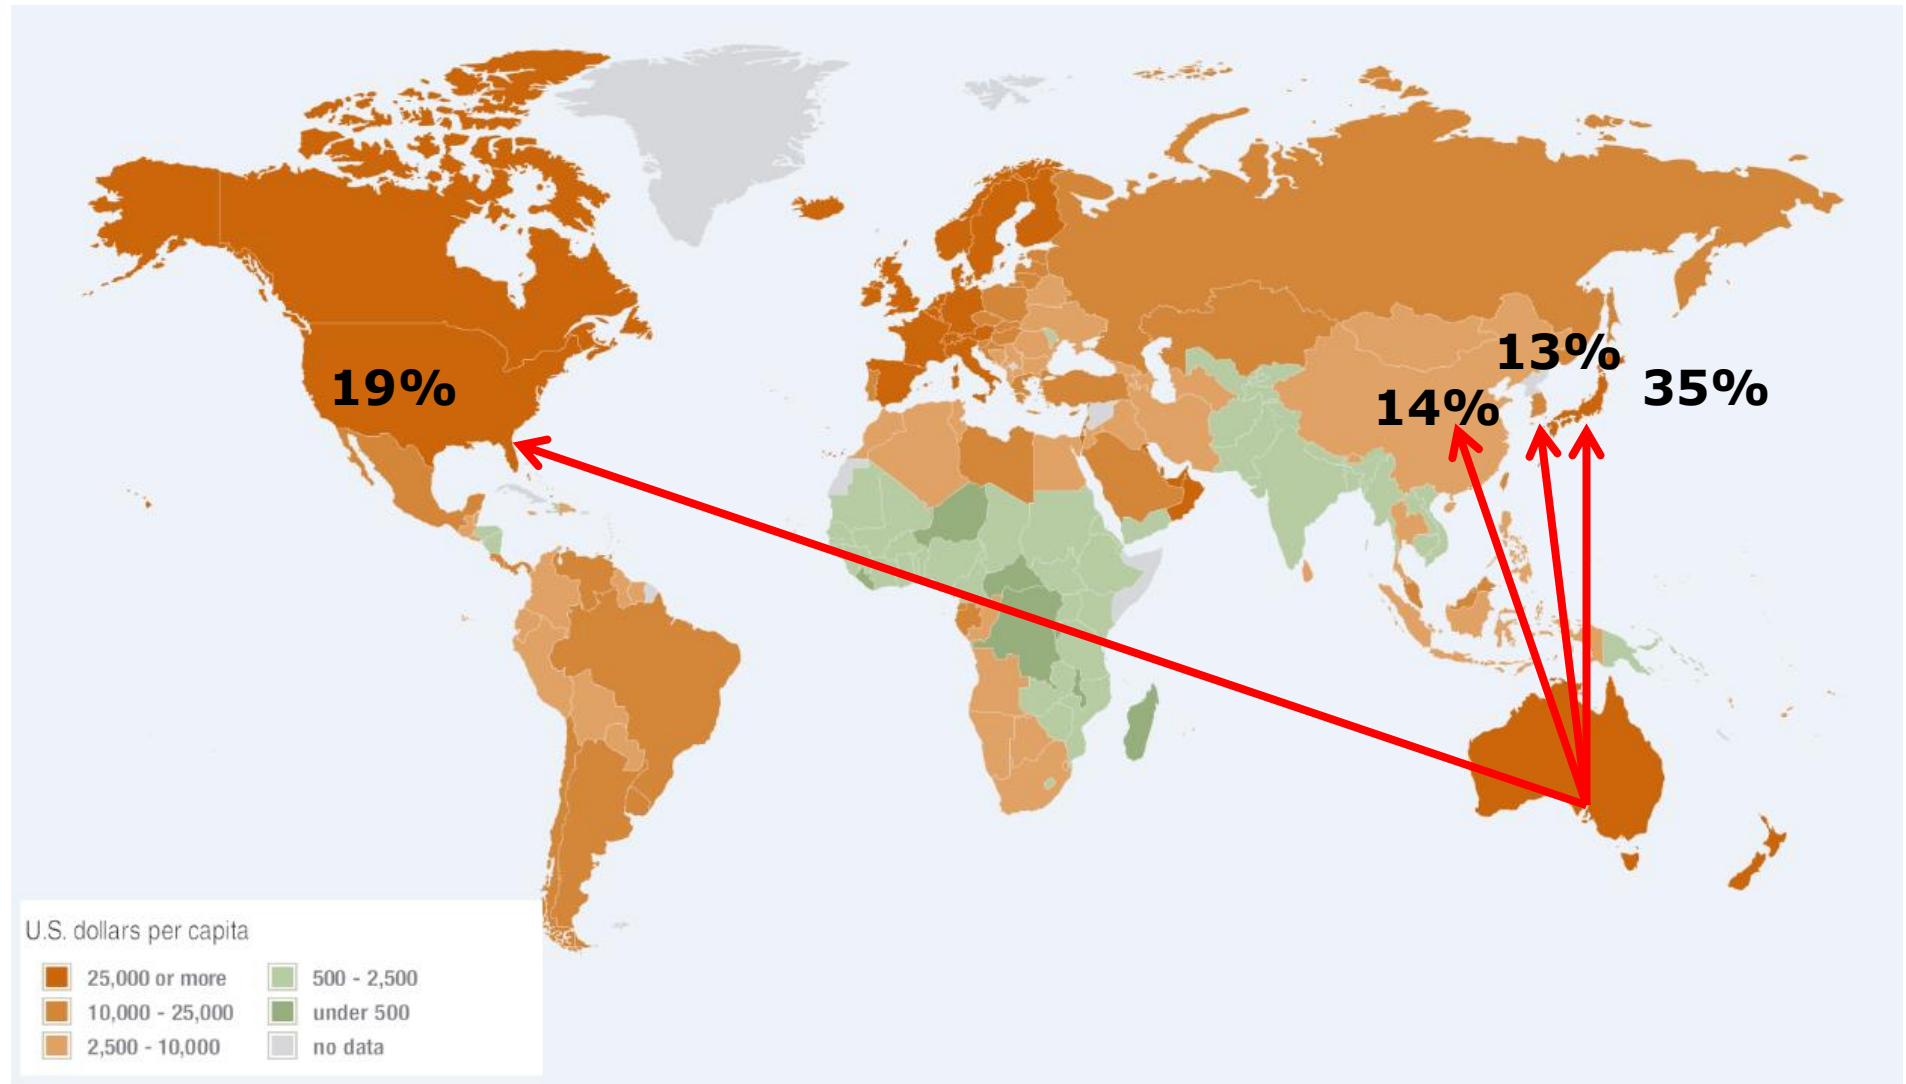 13%
19%
14%
35%
U.S. dollars per capita
25,000 or more
500 - 2,500
10,000 - 25,000
under 500
2,500 - 10,000
no data